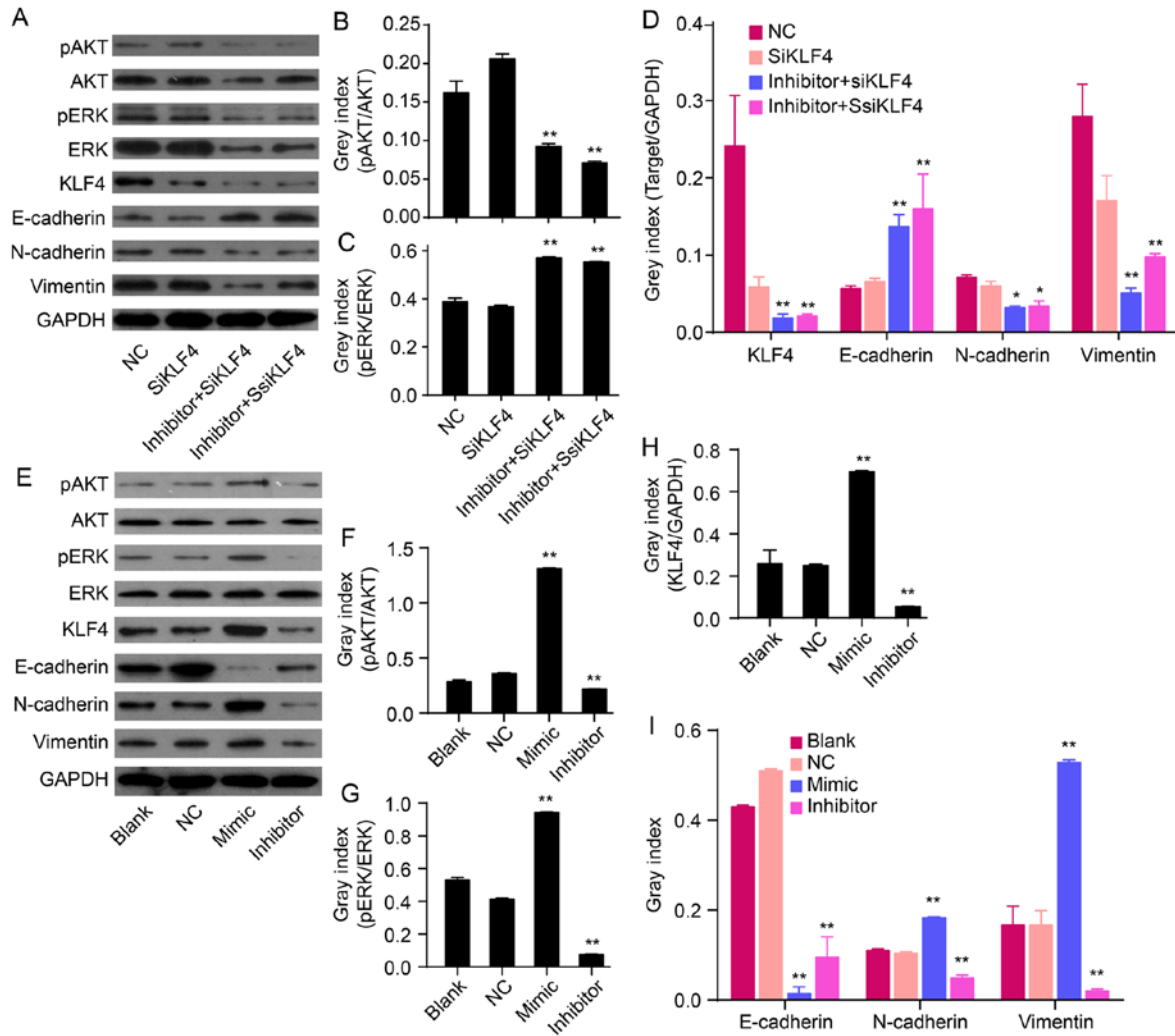 A
pAKT
AKT
pERK
ERK
KLF4
E-cadherin
N-cadherin
Vimentin
GAPDH
NC
SiKLF4
Inhibitor+SiKLF4
Inhibitor+SsiKLF4
B
Grey index
(pAKT/AKT)
0.25
0.20
0.15
0.10
0.05
0.00
**
**
C
Grey index
(pERK/ERK)
0.6
0.4
0.2
0.0
**
**
NC
SiKLF4
Inhibitor+SiKLF4
Inhibitor+SsiKLF4
D
Grey index (Target/GAPDH)
0.4
0.3
0.2
0.1
0.0
NC
SiKLF4
Inhibitor+siKLF4
Inhibitor+SsiKLF4
** **
** **
* *
** **
KLF4 E-cadherin N-cadherin Vimentin
E
pAKT
AKT
pERK
ERK
KLF4
E-cadherin
N-cadherin
Vimentin
GAPDH
Blank
NC
Mimic
Inhibitor
F
Gray index
(pAKT/AKT)
1.5
1.0
0.5
0.0
**
**
Blank
NC
Mimic
Inhibitor
G
Gray index
(pERK/ERK)
1.0
0.8
0.6
0.4
0.2
0.0
**
**
Blank
NC
Mimic
Inhibitor
H
Gray index
(KLF4/GAPDH)
0.8
0.6
0.4
0.2
0.0
**
**
Blank
NC
Mimic
Inhibitor
I
Gray index
0.6
0.4
0.2
0.0
Blank
NC
Mimic
Inhibitor
** **
** **
** **
E-cadherin N-cadherin Vimentin